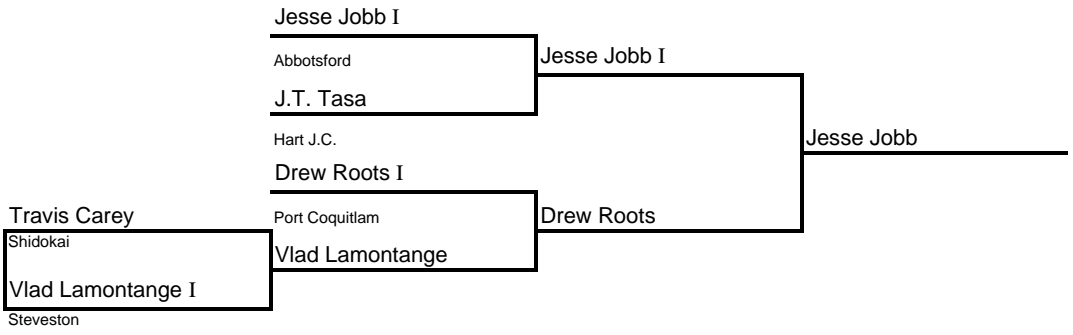 Jesse Jobb I
Abbotsford
Jesse Jobb I
J.T. Tasa
Hart J.C.
Jesse Jobb
Drew Roots I
Travis Carey
Port Coquitlam
Drew Roots
Shidokai
Vlad Lamontange
Vlad Lamontange I
Steveston